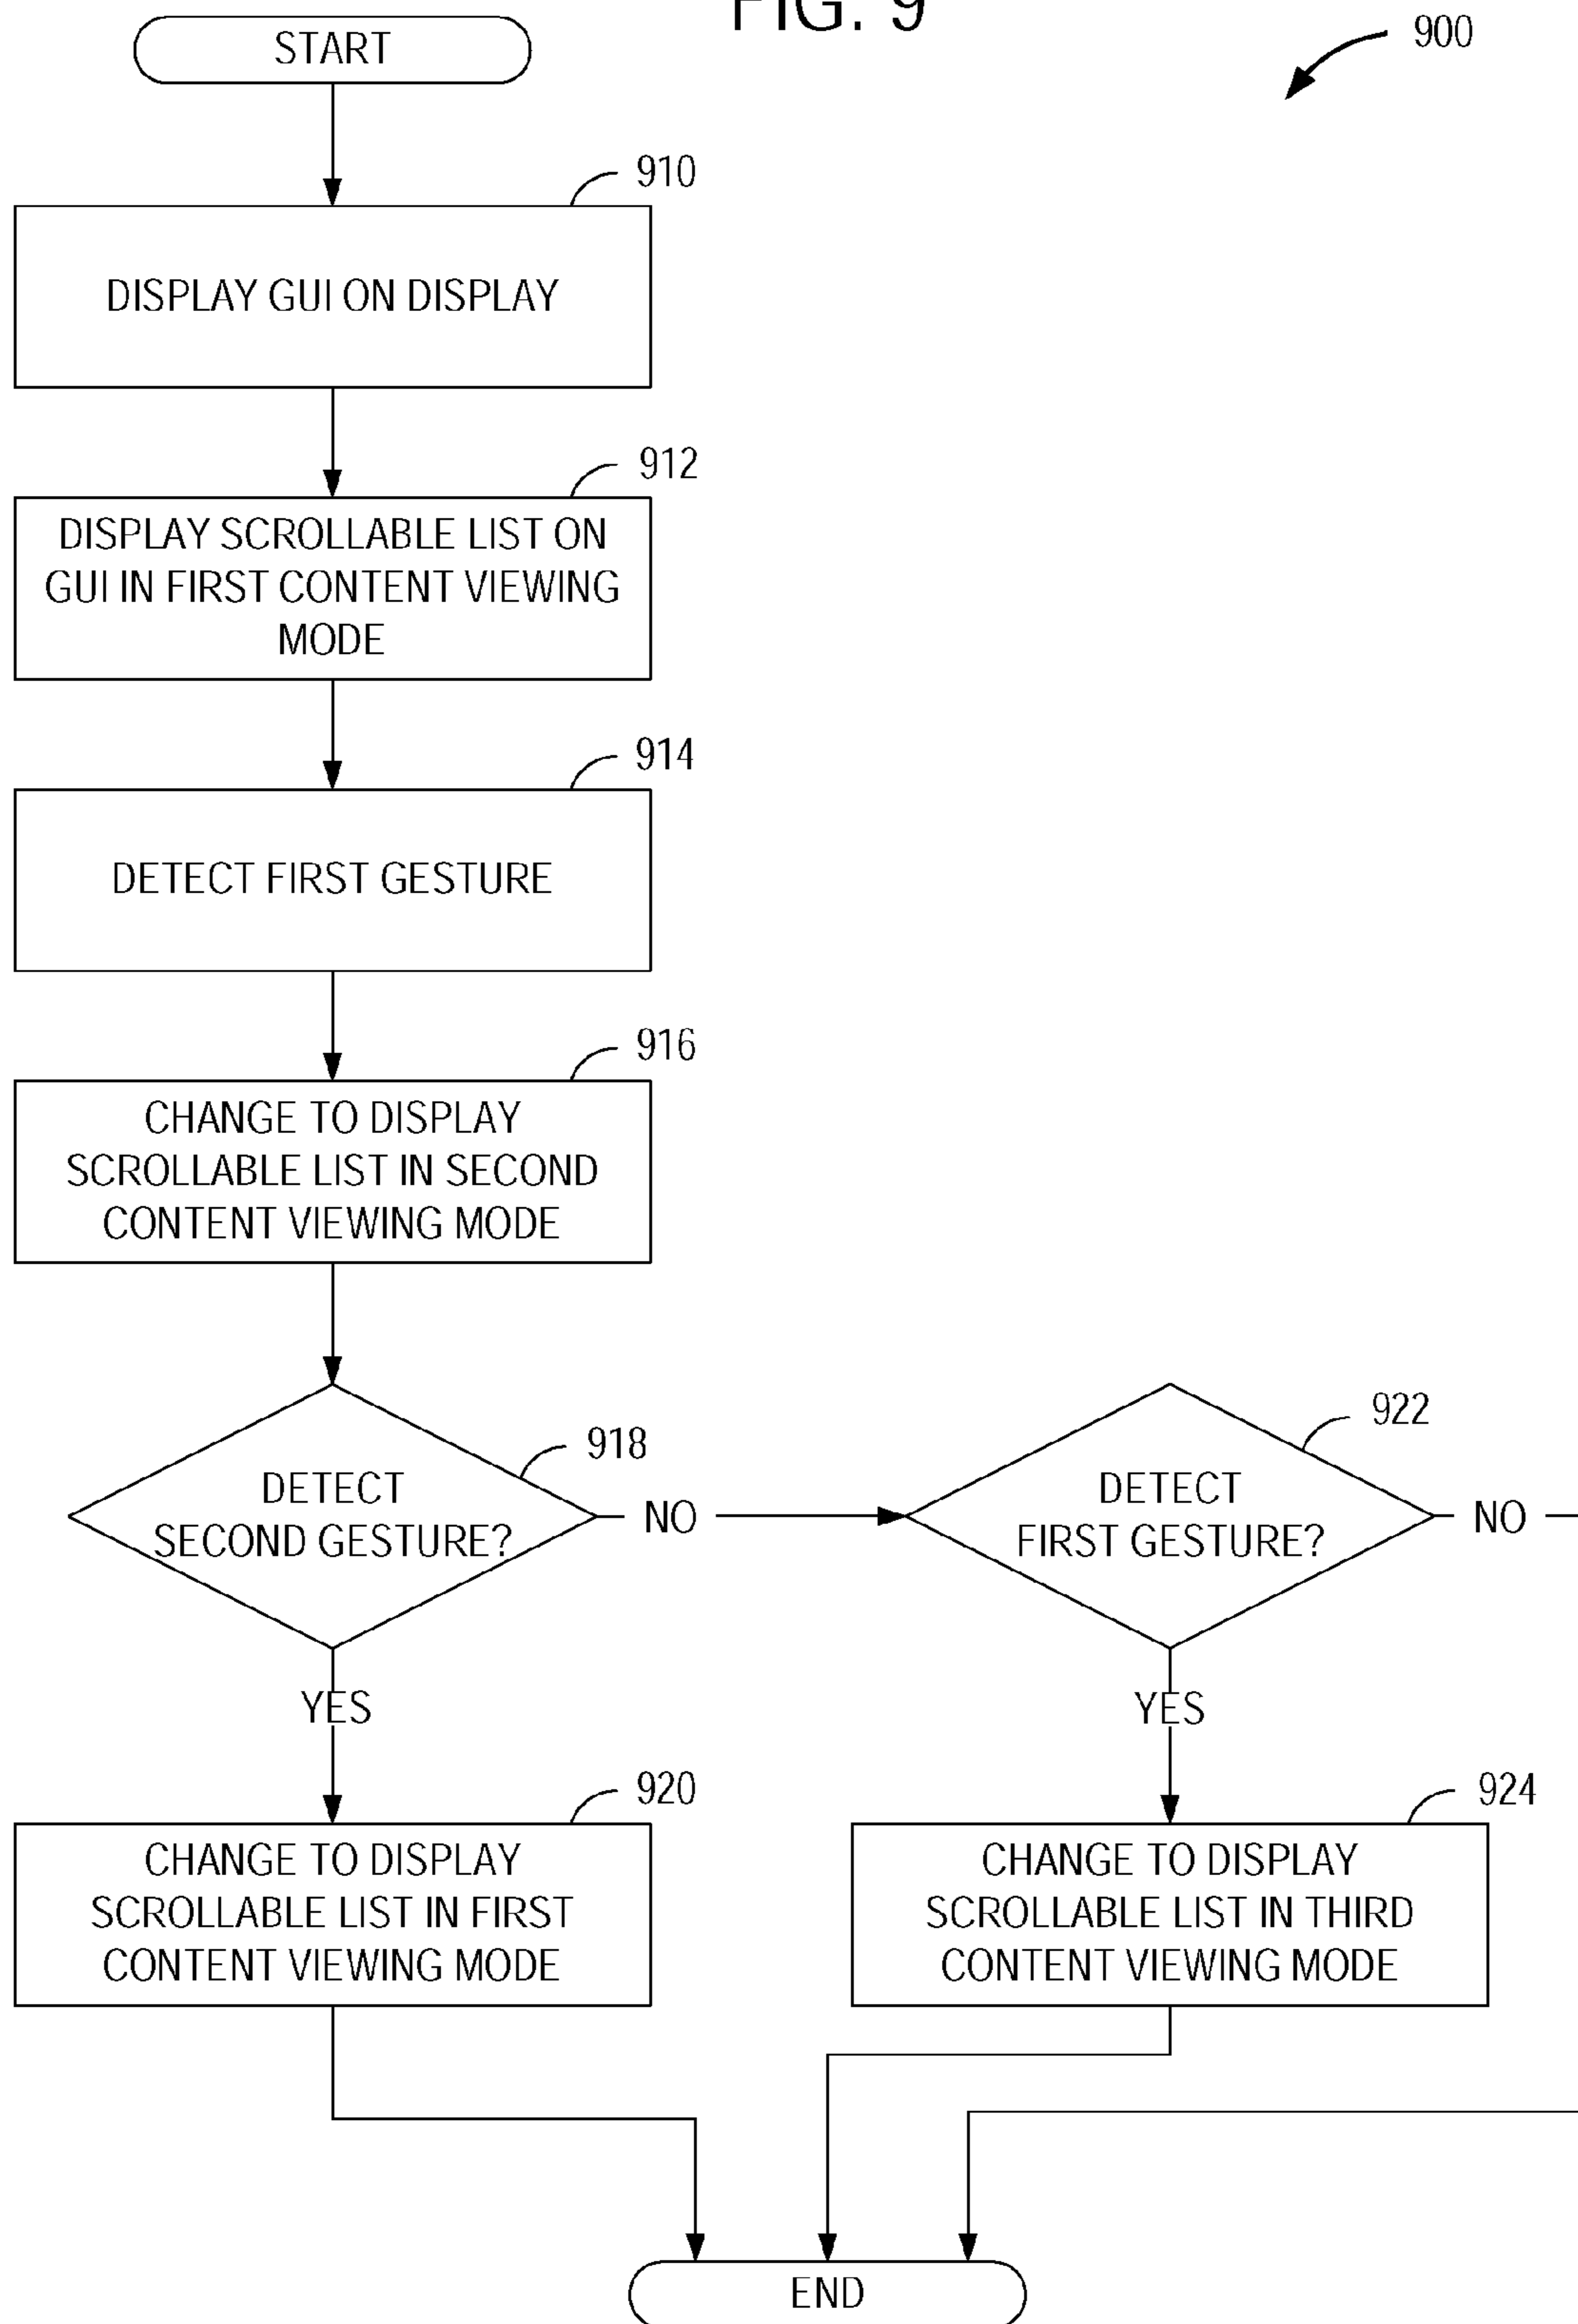 FIG. 9
900
START
910
DISPLAY GUI ON DISPLAY
912
DISPLAY SCROLLABLE LIST ON
GUI IN FIRST CONTENT VIEWING
MODE
914
DETECT FIRST GESTURE
916
CHANGE TO DISPLAY
SCROLLABLE LIST IN SECOND
CONTENT VIEWING MODE
918
DETECT
SECOND GESTURE?
NO
922
DETECT
FIRST GESTURE?
NO
YES
YES
920
CHANGE TO DISPLAY
SCROLLABLE LIST IN FIRST
CONTENT VIEWING MODE
924
CHANGE TO DISPLAY
SCROLLABLE LIST IN THIRD
CONTENT VIEWING MODE
END